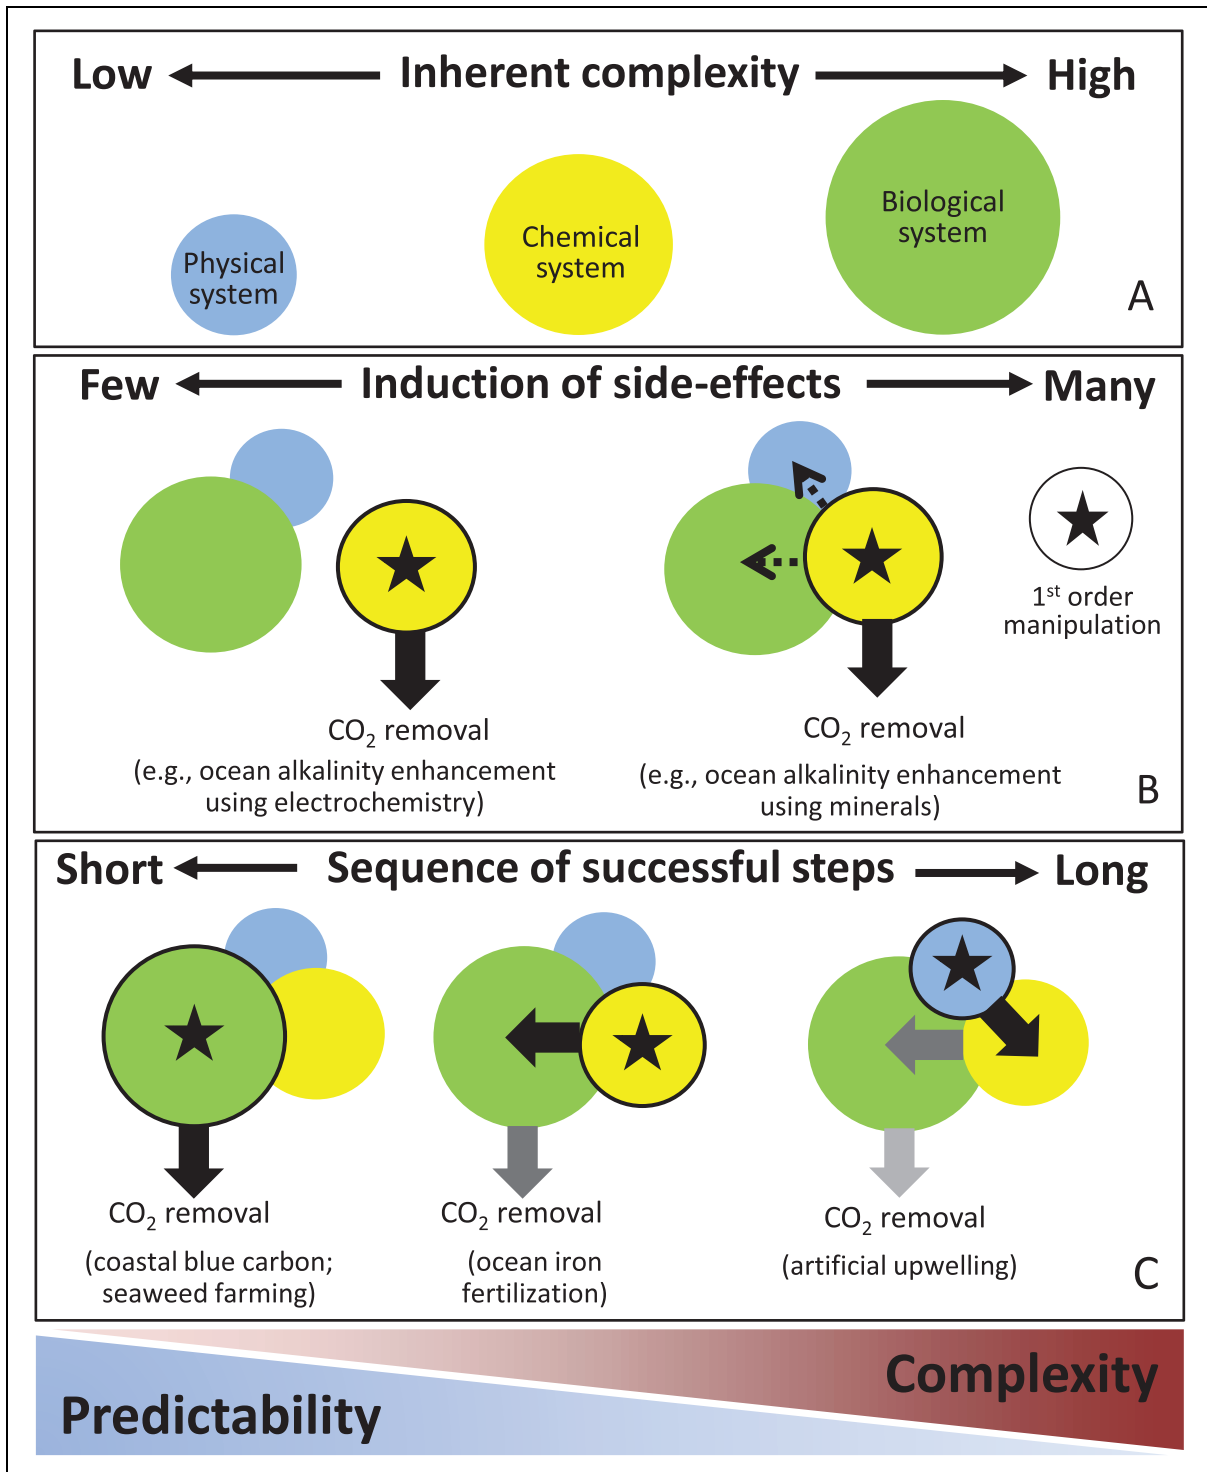 Low Inherent complexity High
Physical
system
Chemical
system
Biological
system
A
Few Induction of side-effects Many
1st order
manipulation
CO2 removal
(e.g., ocean alkalinity enhancement
using electrochemistry)
CO2 removal
(e.g., ocean alkalinity enhancement
using minerals)
B
Short Sequence of successful steps Long
CO2 removal
(coastal blue carbon;
seaweed farming)
CO2 removal
(ocean iron
fertilization)
CO2 removal
(artificial upwelling)
C
Complexity
Predictability